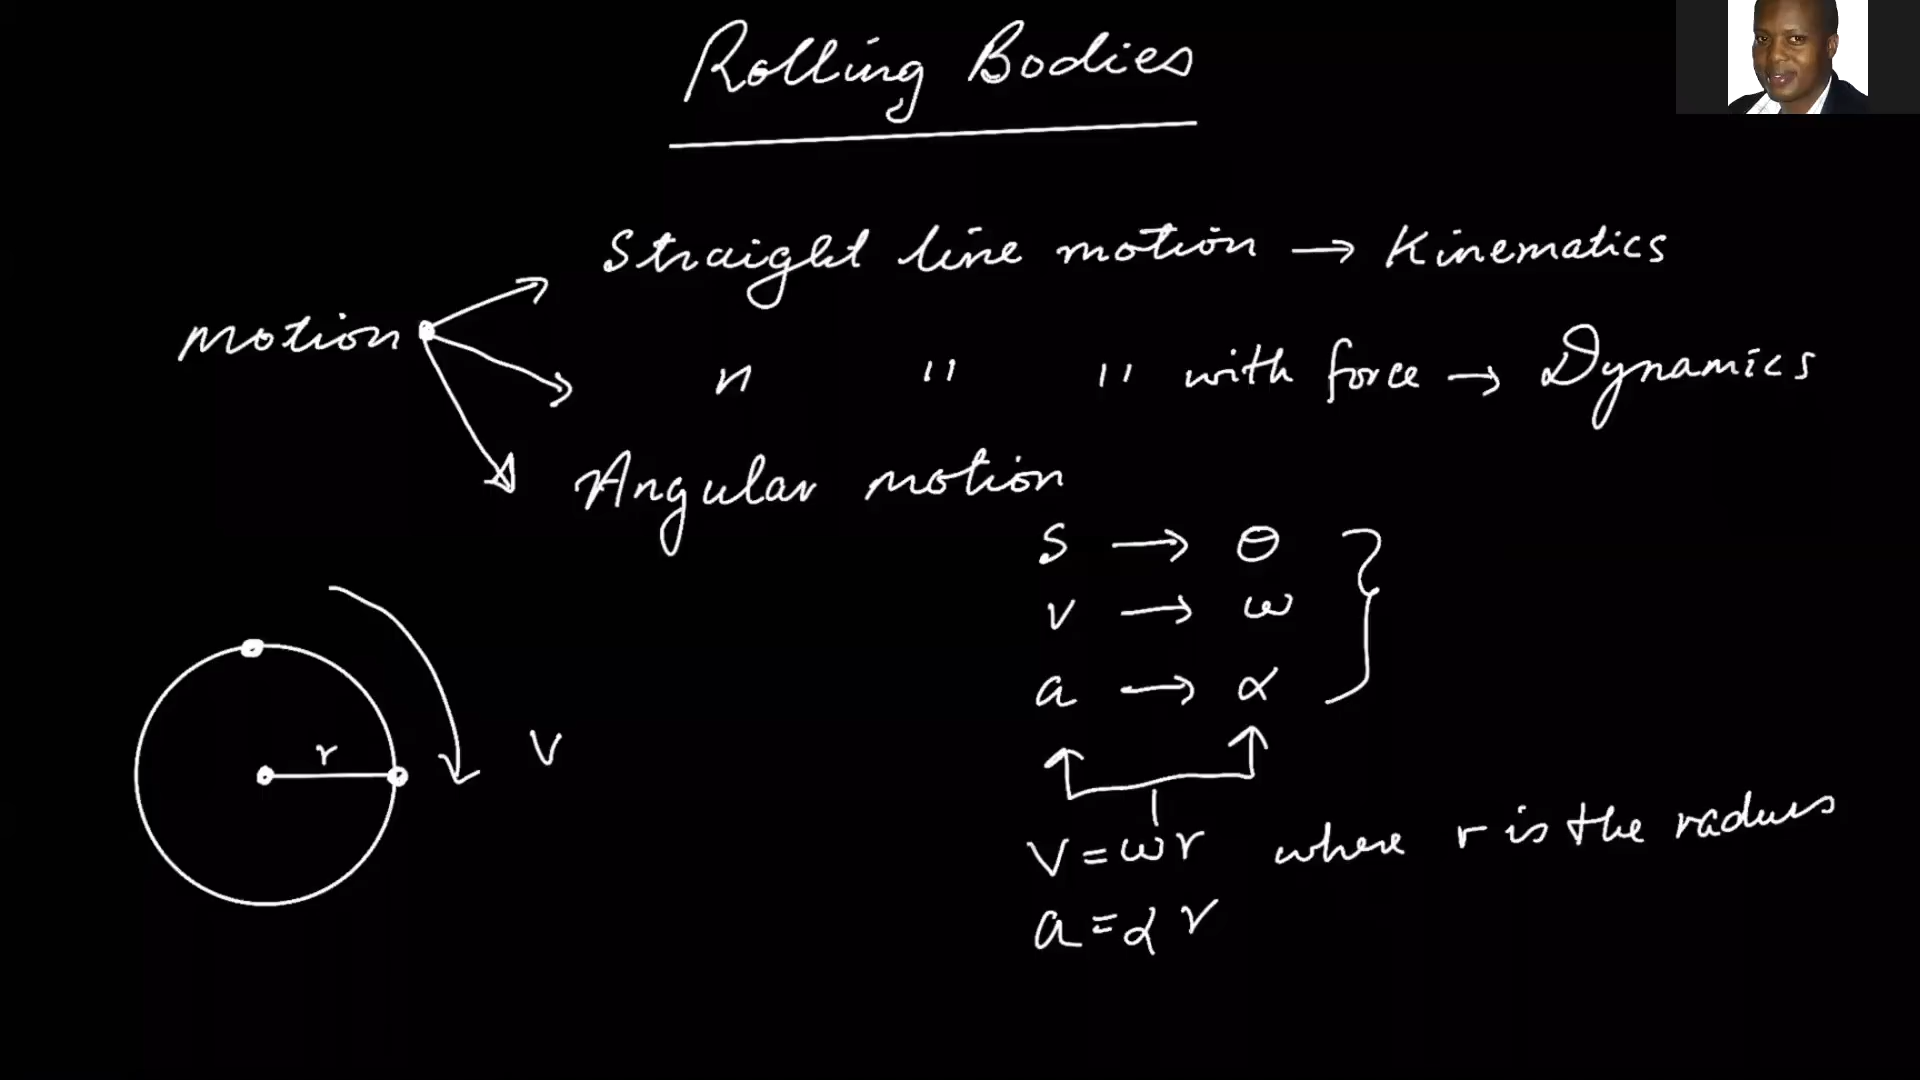 Rolling Bodies
Straight line motion → Kinematics
motion
" " " with force → Dynamics
Angular motion
s → θ
v → ω
a → α
r
V
V = ωr where r is the radius
a = αr